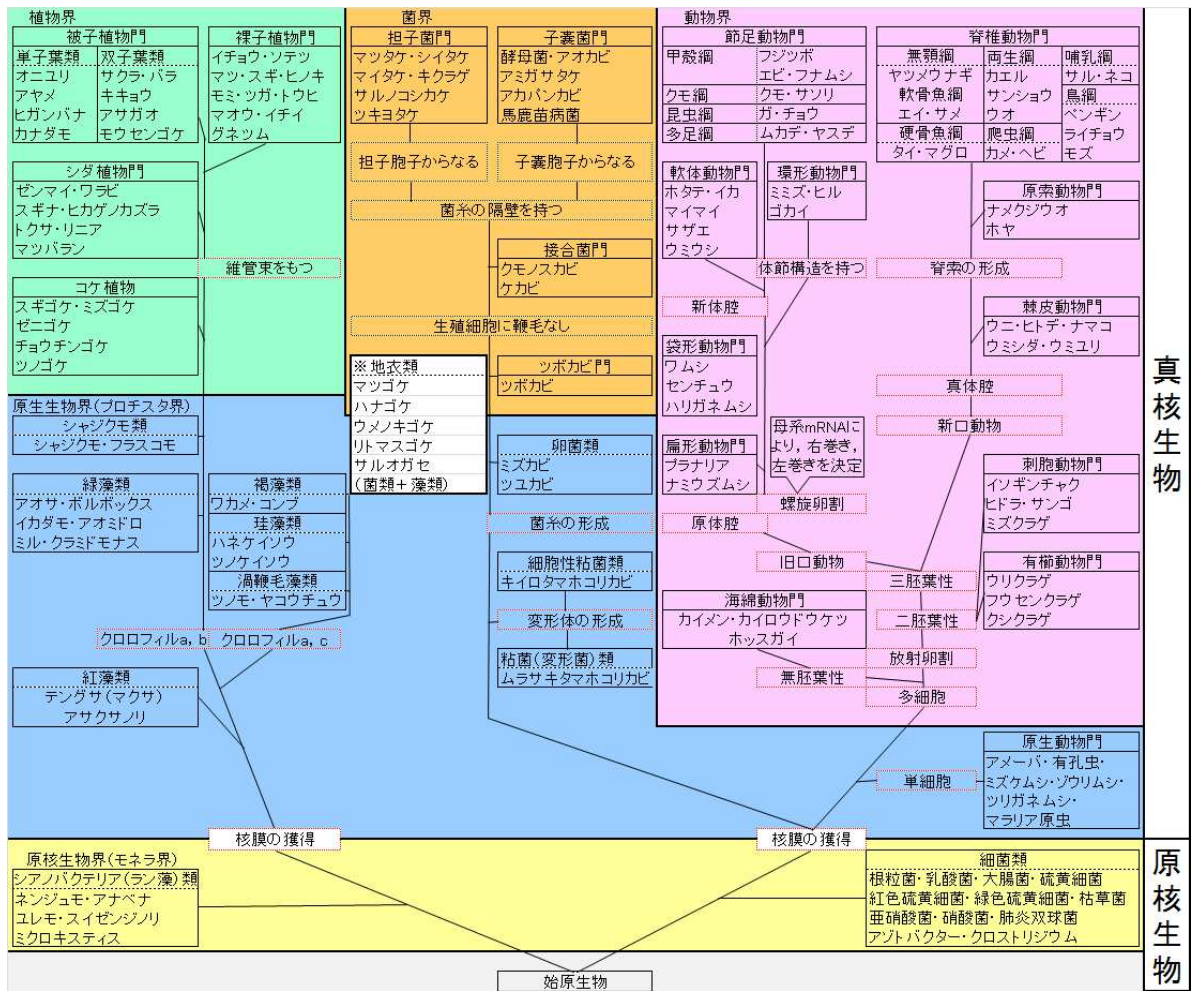 植物界
被子植物門
単子葉類 双子葉類
オニユリ サクラ・バラ
アヤメ キキョウ
ヒガンバナ アサガオ
カナダモ モウセンゴケ
裸子植物門
イチョウ・ソテツ
マツ・スギ・ヒノキ
モミ・ツガ・トウヒ
マオウ・イチイ
グネツム
シダ植物門
ゼンマイ・ワラビ
スギナ・ヒカゲノカズラ
トクサ・リニア
マツバラン
維管束をもつ
コケ植物
スギゴケ・ミズゴケ
ゼニゴケ
チョウチンゴケ
ツノゴケ
菌界
担子菌門
マツタケ・シイタケ
マイタケ・キクラゲ
サルノコシカケ
ツキヨタケ
子嚢菌門
酵母菌・アオカビ
アミガサタケ
アカパンカビ
馬鹿苗病菌
担子胞子からなる
子嚢胞子からなる
菌糸の隔壁を持つ
接合菌門
クモノスカビ
ケカビ
生殖細胞に鞭毛なし
※地衣類
マツゴケ
ハナゴケ
ウメノキゴケ
リトマスゴケ
サルオガセ
(菌類+藻類)
ツボカビ門
ツボカビ
動物界
節足動物門
甲殻綱 フジツボ
エビ・フナムシ
クモ綱 クモ・サソリ
昆虫綱 ガ・チョウ
多足綱 ムカデ・ヤスデ
脊椎動物門
無顎綱 両生綱 哺乳綱
ヤツメウナギ カエル サル・ネコ
軟骨魚綱 サンショウ 鳥綱
エイ・サメ ウオ ペンギン
硬骨魚綱 爬虫綱 ライチョウ
タイ・マグロ カメ・ヘビ モズ
軟体動物門
ホタテ・イカ
マイマイ
サザエ
ウミウシ
環形動物門
ミミズ・ヒル
ゴカイ
原索動物門
ナメクジウオ
ホヤ
体節構造を持つ
脊索の形成
新体腔
棘皮動物門
ウニ・ヒトデ・ナマコ
ウミシダ・ウミユリ
袋形動物門
ワムシ
センチュウ
ハリガネムシ
真体腔
新口動物
母系mRNAに
より，右巻き，
左巻きを決定
扁形動物門
プラナリア
ナミウズムシ
刺胞動物門
イソギンチャク
ヒドラ・サンゴ
ミズクラゲ
螺旋卵割
原体腔
旧口動物
三胚葉性
有櫛動物門
ウリクラゲ
フウセンクラゲ
クシクラゲ
海綿動物門
カイメン・カイロウドウケツ
ホッスガイ
二胚葉性
放射卵割
無胚葉性
多細胞
原生生物界(プロチスタ界)
シャジクモ類
シャジクモ・フラスコモ
緑藻類
アオサ・ボルボックス
イカダモ・アオミドロ
ミル・クラミドモナス
褐藻類
ワカメ・コンブ
珪藻類
ハネケイソウ
ツノケイソウ
渦鞭毛藻類
ツノモ・ヤコウチュウ
クロロフィルa, b
クロロフィルa, c
紅藻類
テングサ(マクサ)
アサクサノリ
卵菌類
ミズカビ
ツユカビ
菌糸の形成
細胞性粘菌類
キイロタマホコリカビ
変形体の形成
粘菌(変形菌)類
ムラサキタマホコリカビ
原生動物門
アメーバ・有孔虫・
ミズケムシ・ゾウリムシ・
ツリガネムシ・
マラリア原虫
単細胞
核膜の獲得
核膜の獲得
真核生物
原核生物界(モネラ界)
シアノバクテリア(ラン藻)類
ネンジュモ・アナベナ
ユレモ・スイゼンジノリ
ミクロキスティス
細菌類
根粒菌・乳酸菌・大腸菌・硫黄細菌
紅色硫黄細菌・緑色硫黄細菌・枯草菌
亜硝酸菌・硝酸菌・肺炎双球菌
アゾトバクター・クロストリジウム
原核生物
始原生物